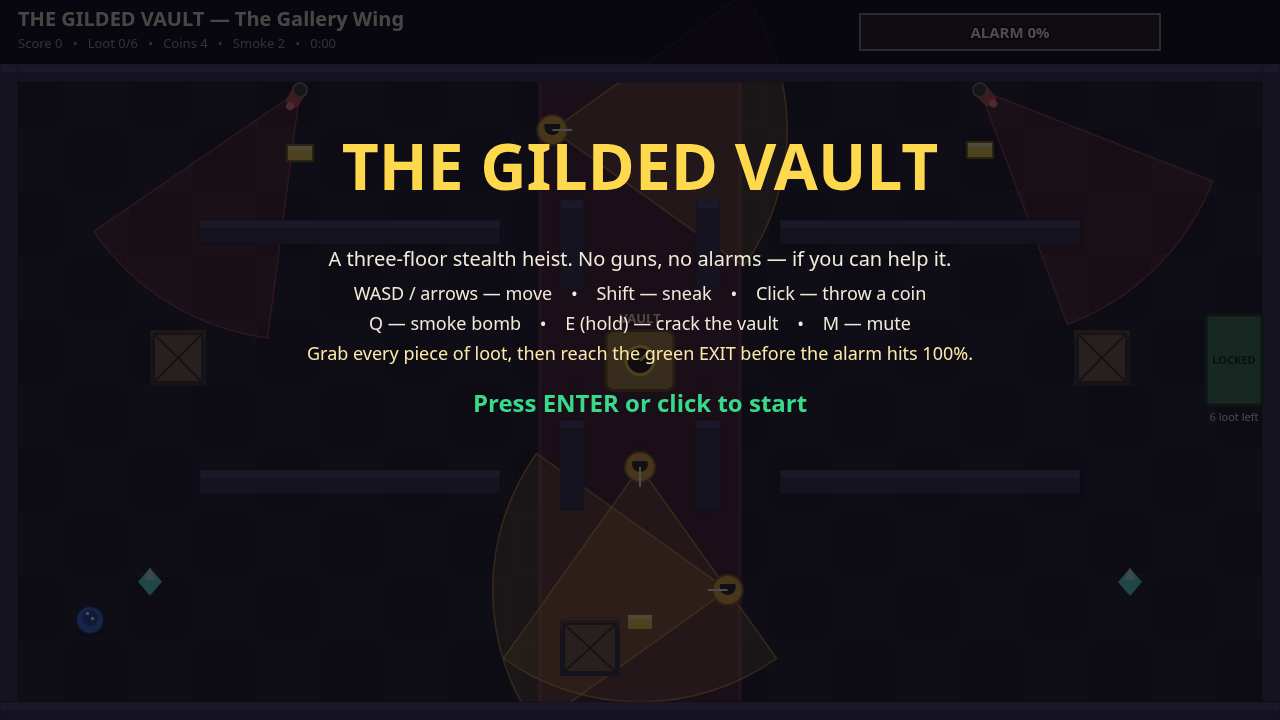 THE GILDED VAULT — The Gallery Wing
Score 0 • Loot 0/6 • Coins 4 • Smoke 2 • 0:00
ALARM 0%
THE GILDED VAULT
A three-floor stealth heist. No guns, no alarms — if you can help it.
WASD / arrows — move • Shift — sneak • Click — throw a coin
VAULT
Q — smoke bomb • E (hold) — crack the vault • M — mute
Grab every piece of loot, then reach the green EXIT before the alarm hits 100%.
LOCKED
Press ENTER or click to start
6 loot left